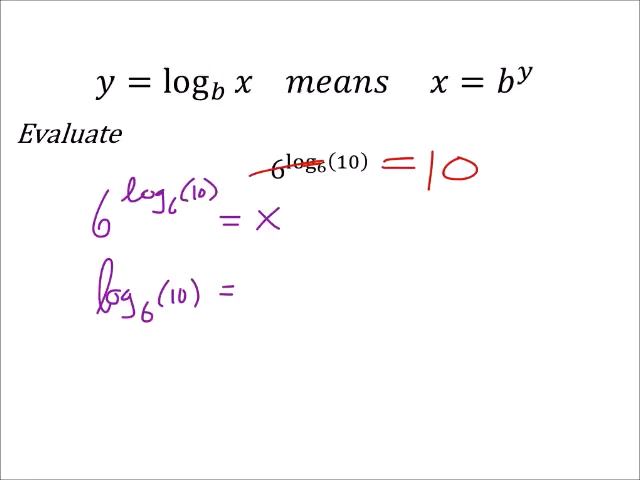 y = log_b x means x = b^y
Evaluate
6^{log_6(10)} = 10
6^{log_6(10)} = x
log_6(10) =